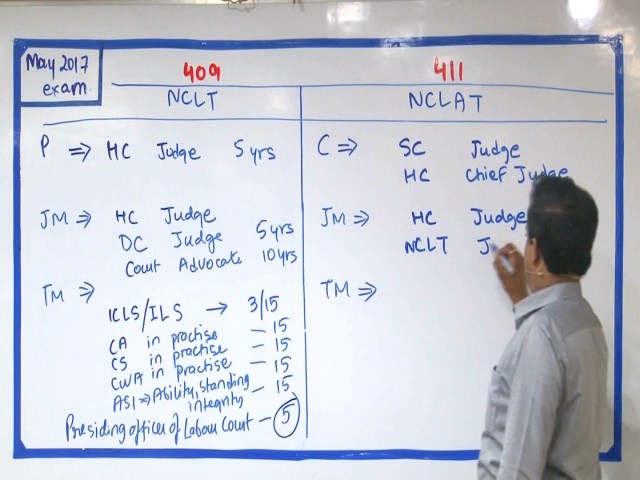 May 2017
exam
409
411
NCLT
NCLAT
P ⇒ HC Judge 5 yrs
C ⇒ SC Judge
HC Chief Judge
JM ⇒ HC Judge
DC Judge 5 yrs
Court Advocate 10 yrs
JM ⇒ HC Judge
NCLT J
TM ⇒
ICLS/ILS → 3/15
CA in practise – 15
CS in practise – 15
CWA in practise – 15
ASI ⇒ Ability, standing – 15
integrity
Presiding officer of Labour Court – 5
TM ⇒